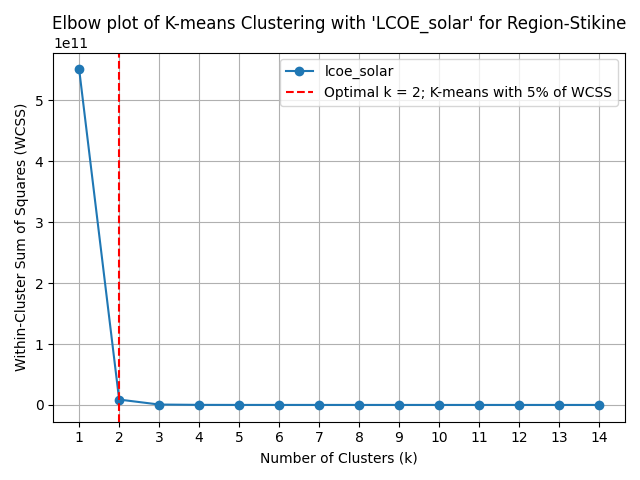 Elbow plot of K-means Clustering with 'LCOE_solar' for Region-Stikine
1e11
lcoe_solar
Optimal k = 2; K-means with 5% of WCSS
5
4
3
2
1
0
Within-Cluster Sum of Squares (WCSS)
1 2 3 4 5 6 7 8 9 10 11 12 13 14
Number of Clusters (k)